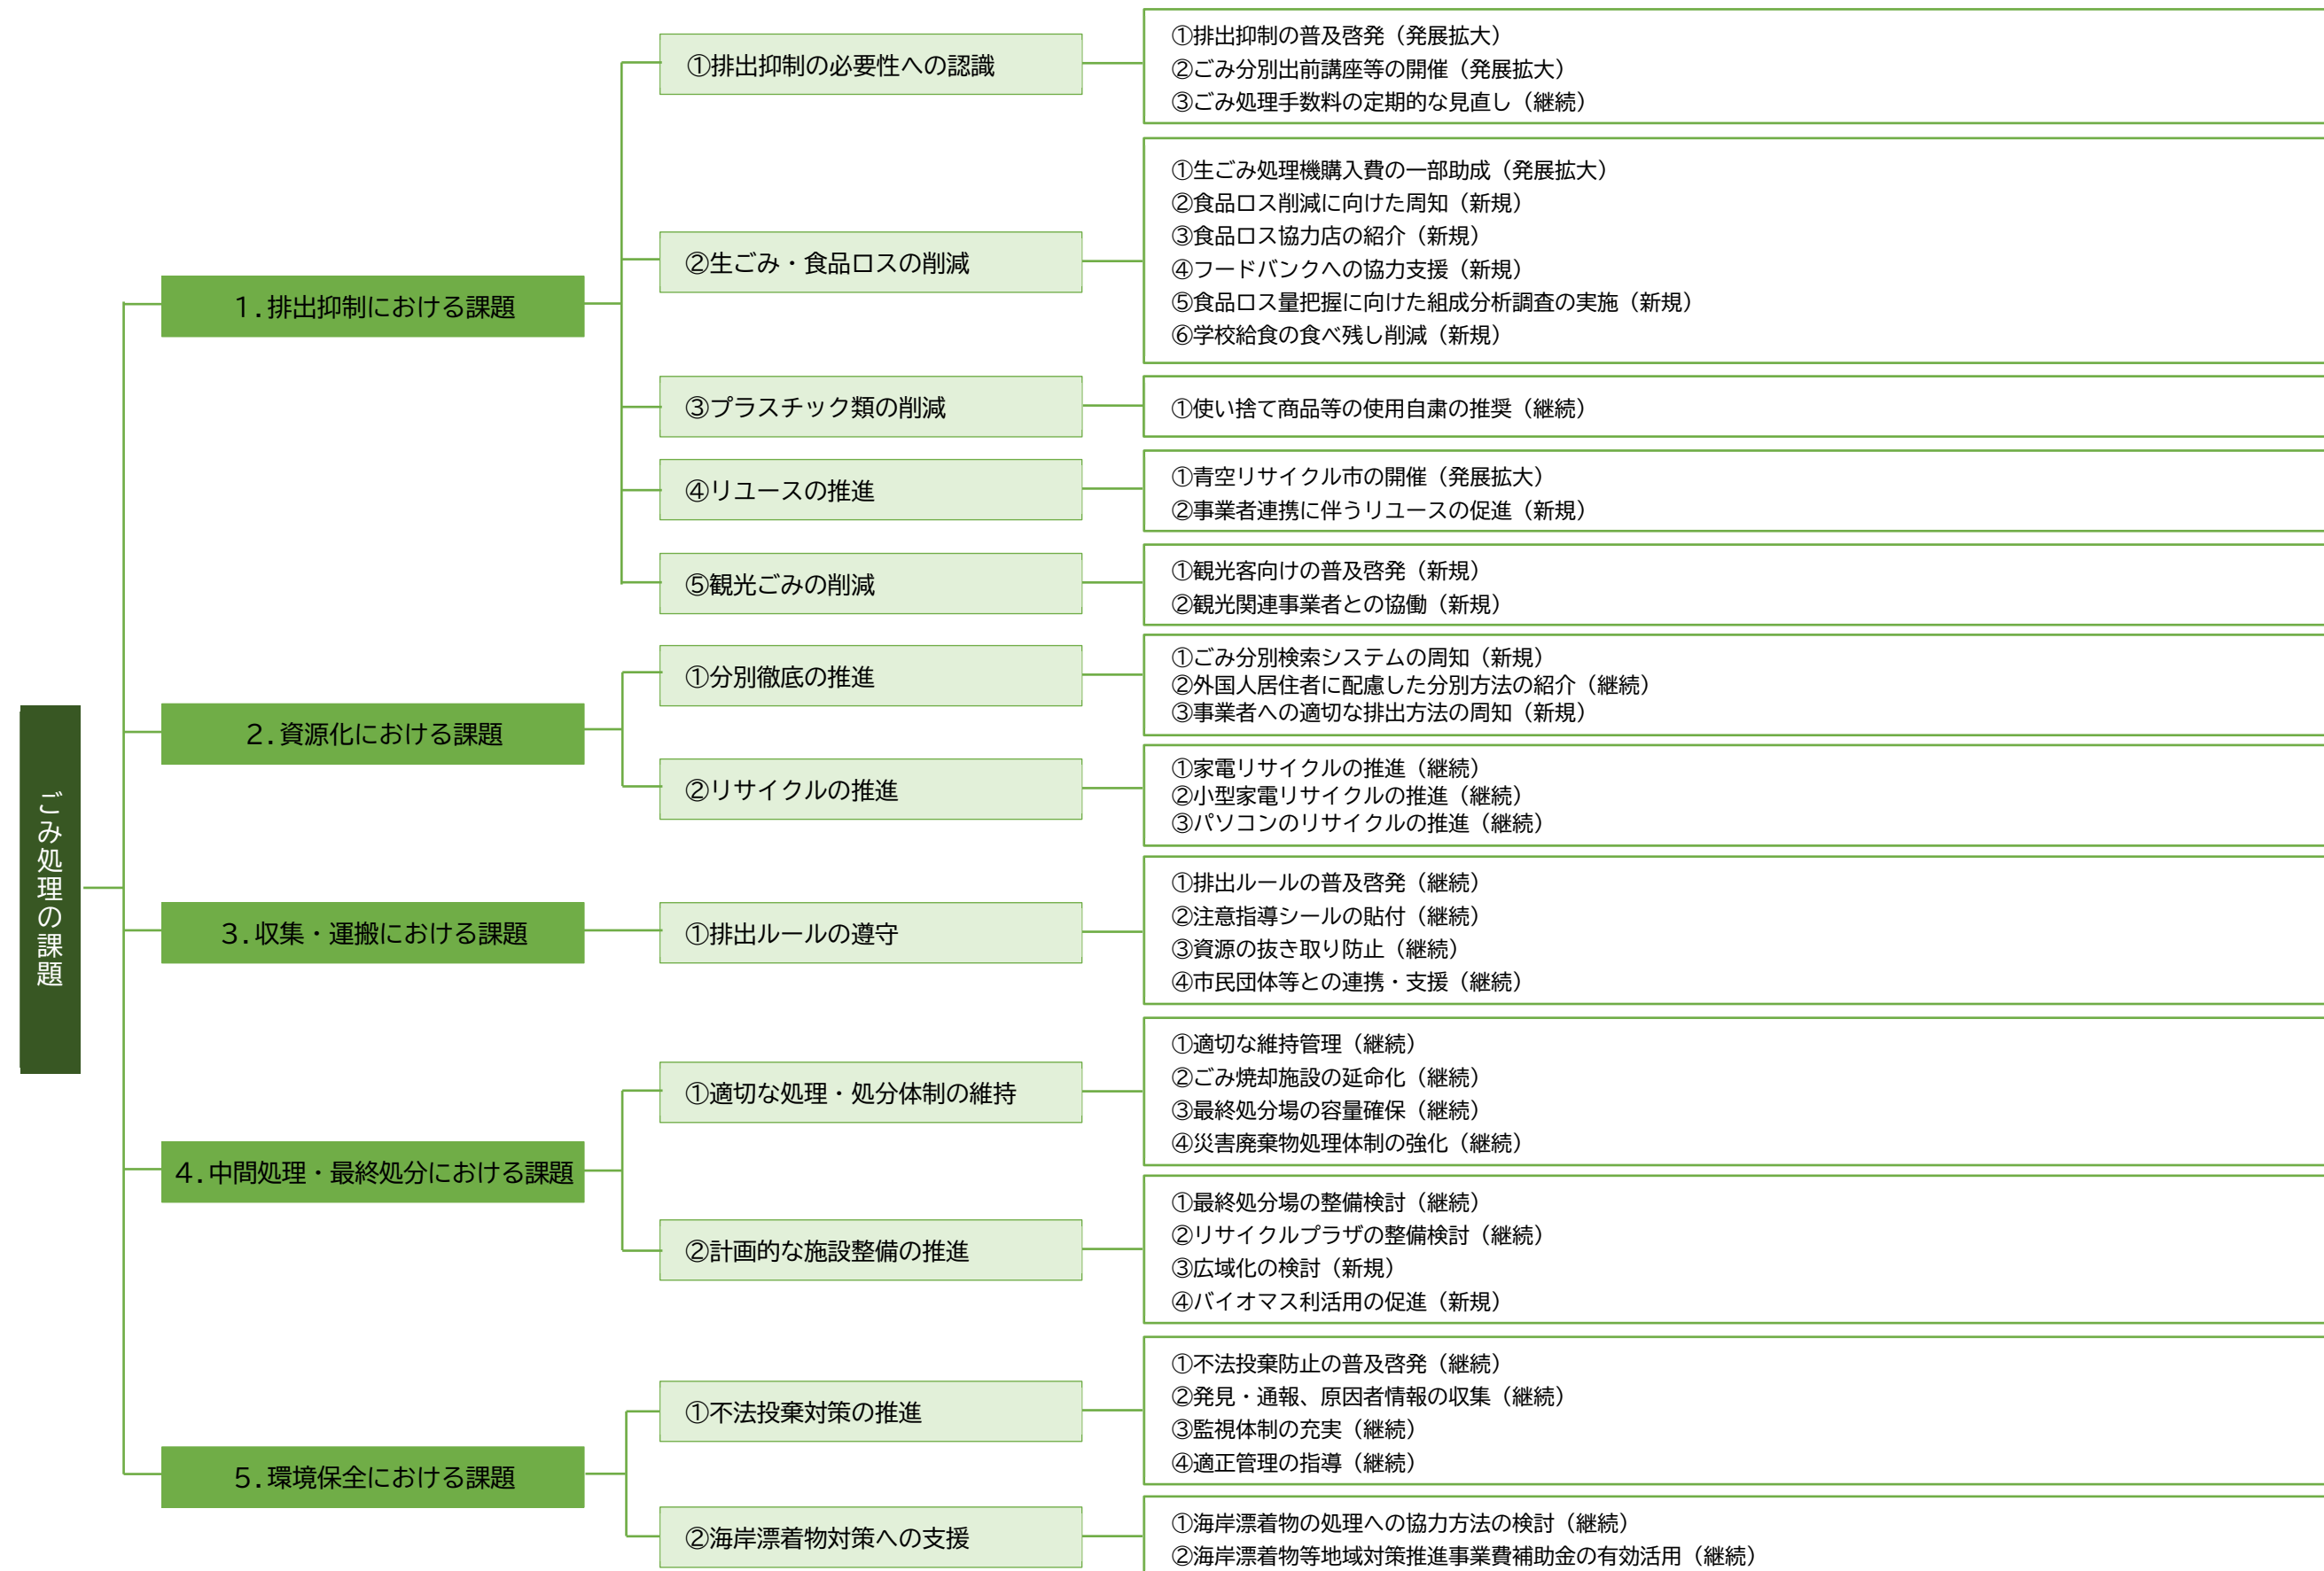 ごみ処理の課題
1.排出抑制における課題
①排出抑制の必要性への認識
①排出抑制の普及啓発（発展拡大）
②ごみ分別出前講座等の開催（発展拡大）
③ごみ処理手数料の定期的な見直し（継続）
②生ごみ・食品ロスの削減
①生ごみ処理機購入費の一部助成（発展拡大）
②食品ロス削減に向けた周知（新規）
③食品ロス協力店の紹介（新規）
④フードバンクへの協力支援（新規）
⑤食品ロス量把握に向けた組成分析調査の実施（新規）
⑥学校給食の食べ残し削減（新規）
③プラスチック類の削減
①使い捨て商品等の使用自粛の推奨（継続）
④リユースの推進
①青空リサイクル市の開催（発展拡大）
②事業者連携に伴うリユースの促進（新規）
⑤観光ごみの削減
①観光客向けの普及啓発（新規）
②観光関連事業者との協働（新規）
2.資源化における課題
①分別徹底の推進
①ごみ分別検索システムの周知（新規）
②外国人居住者に配慮した分別方法の紹介（継続）
③事業者への適切な排出方法の周知（新規）
②リサイクルの推進
①家電リサイクルの推進（継続）
②小型家電リサイクルの推進（継続）
③パソコンのリサイクルの推進（継続）
3.収集・運搬における課題
①排出ルールの遵守
①排出ルールの普及啓発（継続）
②注意指導シールの貼付（継続）
③資源の抜き取り防止（継続）
④市民団体等との連携・支援（継続）
4.中間処理・最終処分における課題
①適切な処理・処分体制の維持
①適切な維持管理（継続）
②ごみ焼却施設の延命化（継続）
③最終処分場の容量確保（継続）
④災害廃棄物処理体制の強化（継続）
②計画的な施設整備の推進
①最終処分場の整備検討（継続）
②リサイクルプラザの整備検討（継続）
③広域化の検討（新規）
④バイオマス利活用の促進（新規）
5.環境保全における課題
①不法投棄対策の推進
①不法投棄防止の普及啓発（継続）
②発見・通報、原因者情報の収集（継続）
③監視体制の充実（継続）
④適正管理の指導（継続）
②海岸漂着物対策への支援
①海岸漂着物の処理への協力方法の検討（継続）
②海岸漂着物等地域対策推進事業費補助金の有効活用（継続）